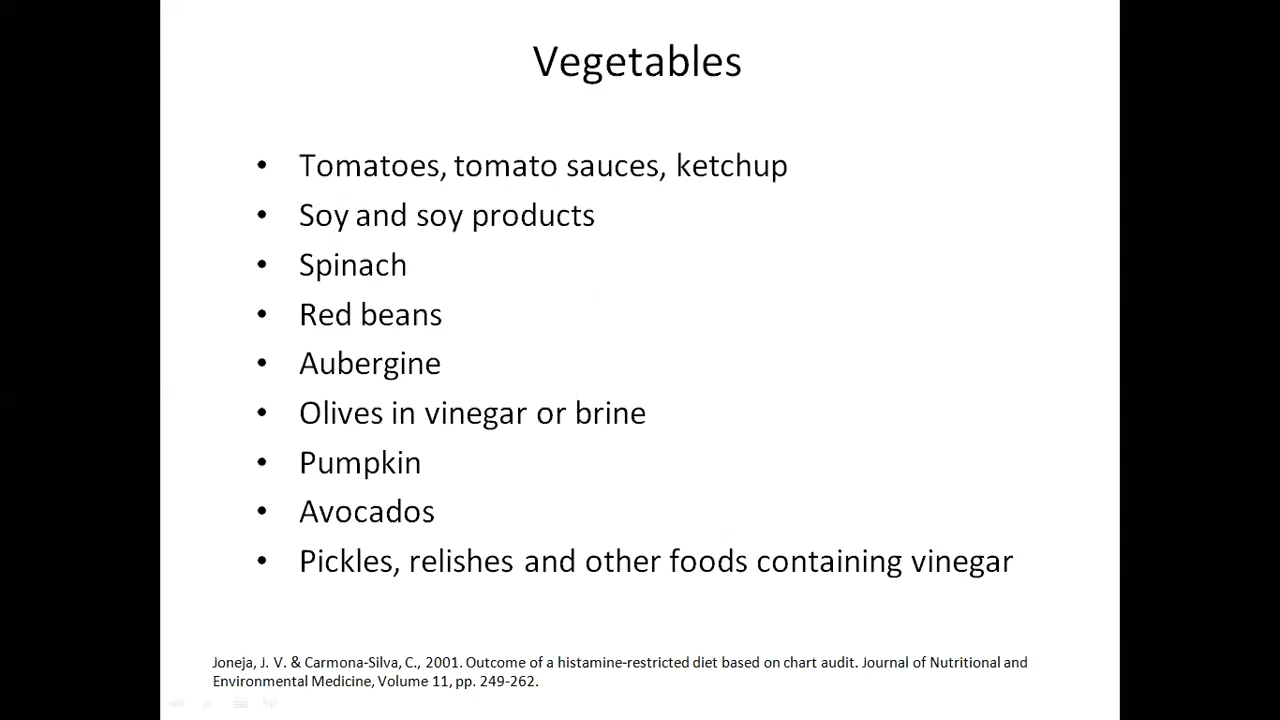 Vegetables
• Tomatoes, tomato sauces, ketchup
• Soy and soy products
• Spinach
• Red beans
• Aubergine
• Olives in vinegar or brine
• Pumpkin
• Avocados
• Pickles, relishes and other foods containing vinegar
Joneja, J. V. & Carmona-Silva, C., 2001. Outcome of a histamine-restricted diet based on chart audit. Journal of Nutritional and
Environmental Medicine, Volume 11, pp. 249-262.